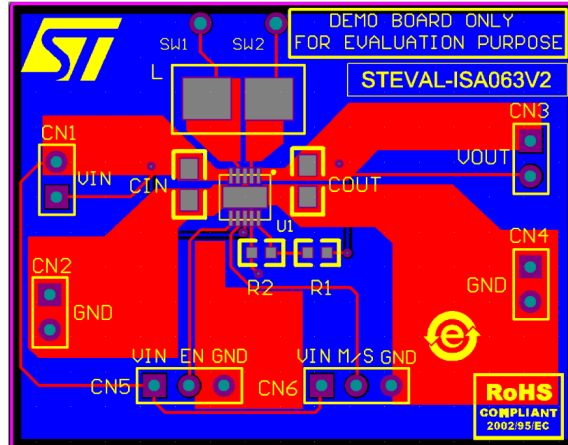 ST
DEMO BOARD ONLY
FOR EVALUATION PURPOSE
SW1 SW2
L
STEVAL-ISA063V2
CN1
CN3
VIN
VOUT
CIN
COUT
U1
CN2
CN4
GND
GND
R2 R1
VIN EN GND
VIN M/S GND
CN5
CN6
e
RoHS
COMPLIANT
2002/95/EC